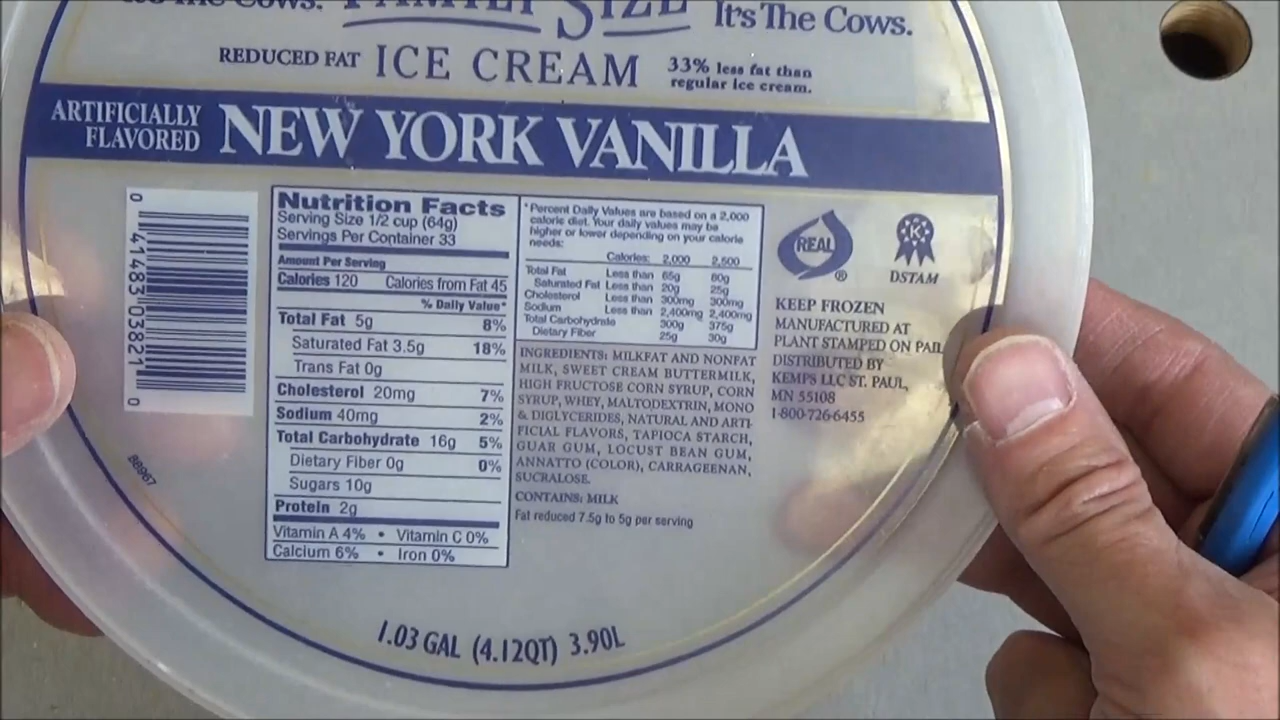 It's The Cows. FAMILY SIZE It's The Cows.
REDUCED FAT ICE CREAM 33% less fat than
regular ice cream.
ARTIFICIALLY
FLAVORED NEW YORK VANILLA
0 41483 03821 0
88967
Nutrition Facts
Serving Size 1/2 cup (64g)
Servings Per Container 33
Amount Per Serving
Calories 120 Calories from Fat 45
% Daily Value*
Total Fat 5g 8%
Saturated Fat 3.5g 18%
Trans Fat 0g
Cholesterol 20mg 7%
Sodium 40mg 2%
Total Carbohydrate 16g 5%
Dietary Fiber 0g 0%
Sugars 10g
Protein 2g
Vitamin A 4% • Vitamin C 0%
Calcium 6% • Iron 0%
*Percent Daily Values are based on a 2,000
calorie diet. Your daily values may be
higher or lower depending on your calorie
needs:
Calories: 2,000 2,500
Total Fat Less than 65g 80g
Saturated Fat Less than 20g 25g
Cholesterol Less than 300mg 300mg
Sodium Less than 2,400mg 2,400mg
Total Carbohydrate 300g 375g
Dietary Fiber 25g 30g
INGREDIENTS: MILKFAT AND NONFAT
MILK, SWEET CREAM BUTTERMILK,
HIGH FRUCTOSE CORN SYRUP, CORN
SYRUP, WHEY, MALTODEXTRIN, MONO
& DIGLYCERIDES, NATURAL AND ARTI-
FICIAL FLAVORS, TAPIOCA STARCH,
GUAR GUM, LOCUST BEAN GUM,
ANNATTO (COLOR), CARRAGEENAN,
SUCRALOSE.
CONTAINS: MILK
Fat reduced 7.5g to 5g per serving
REAL ®
K
DSTAM
KEEP FROZEN
MANUFACTURED AT
PLANT STAMPED ON PAIL
DISTRIBUTED BY
KEMPS LLC ST. PAUL,
MN 55108
1-800-726-6455
1.03 GAL (4.12QT) 3.90L